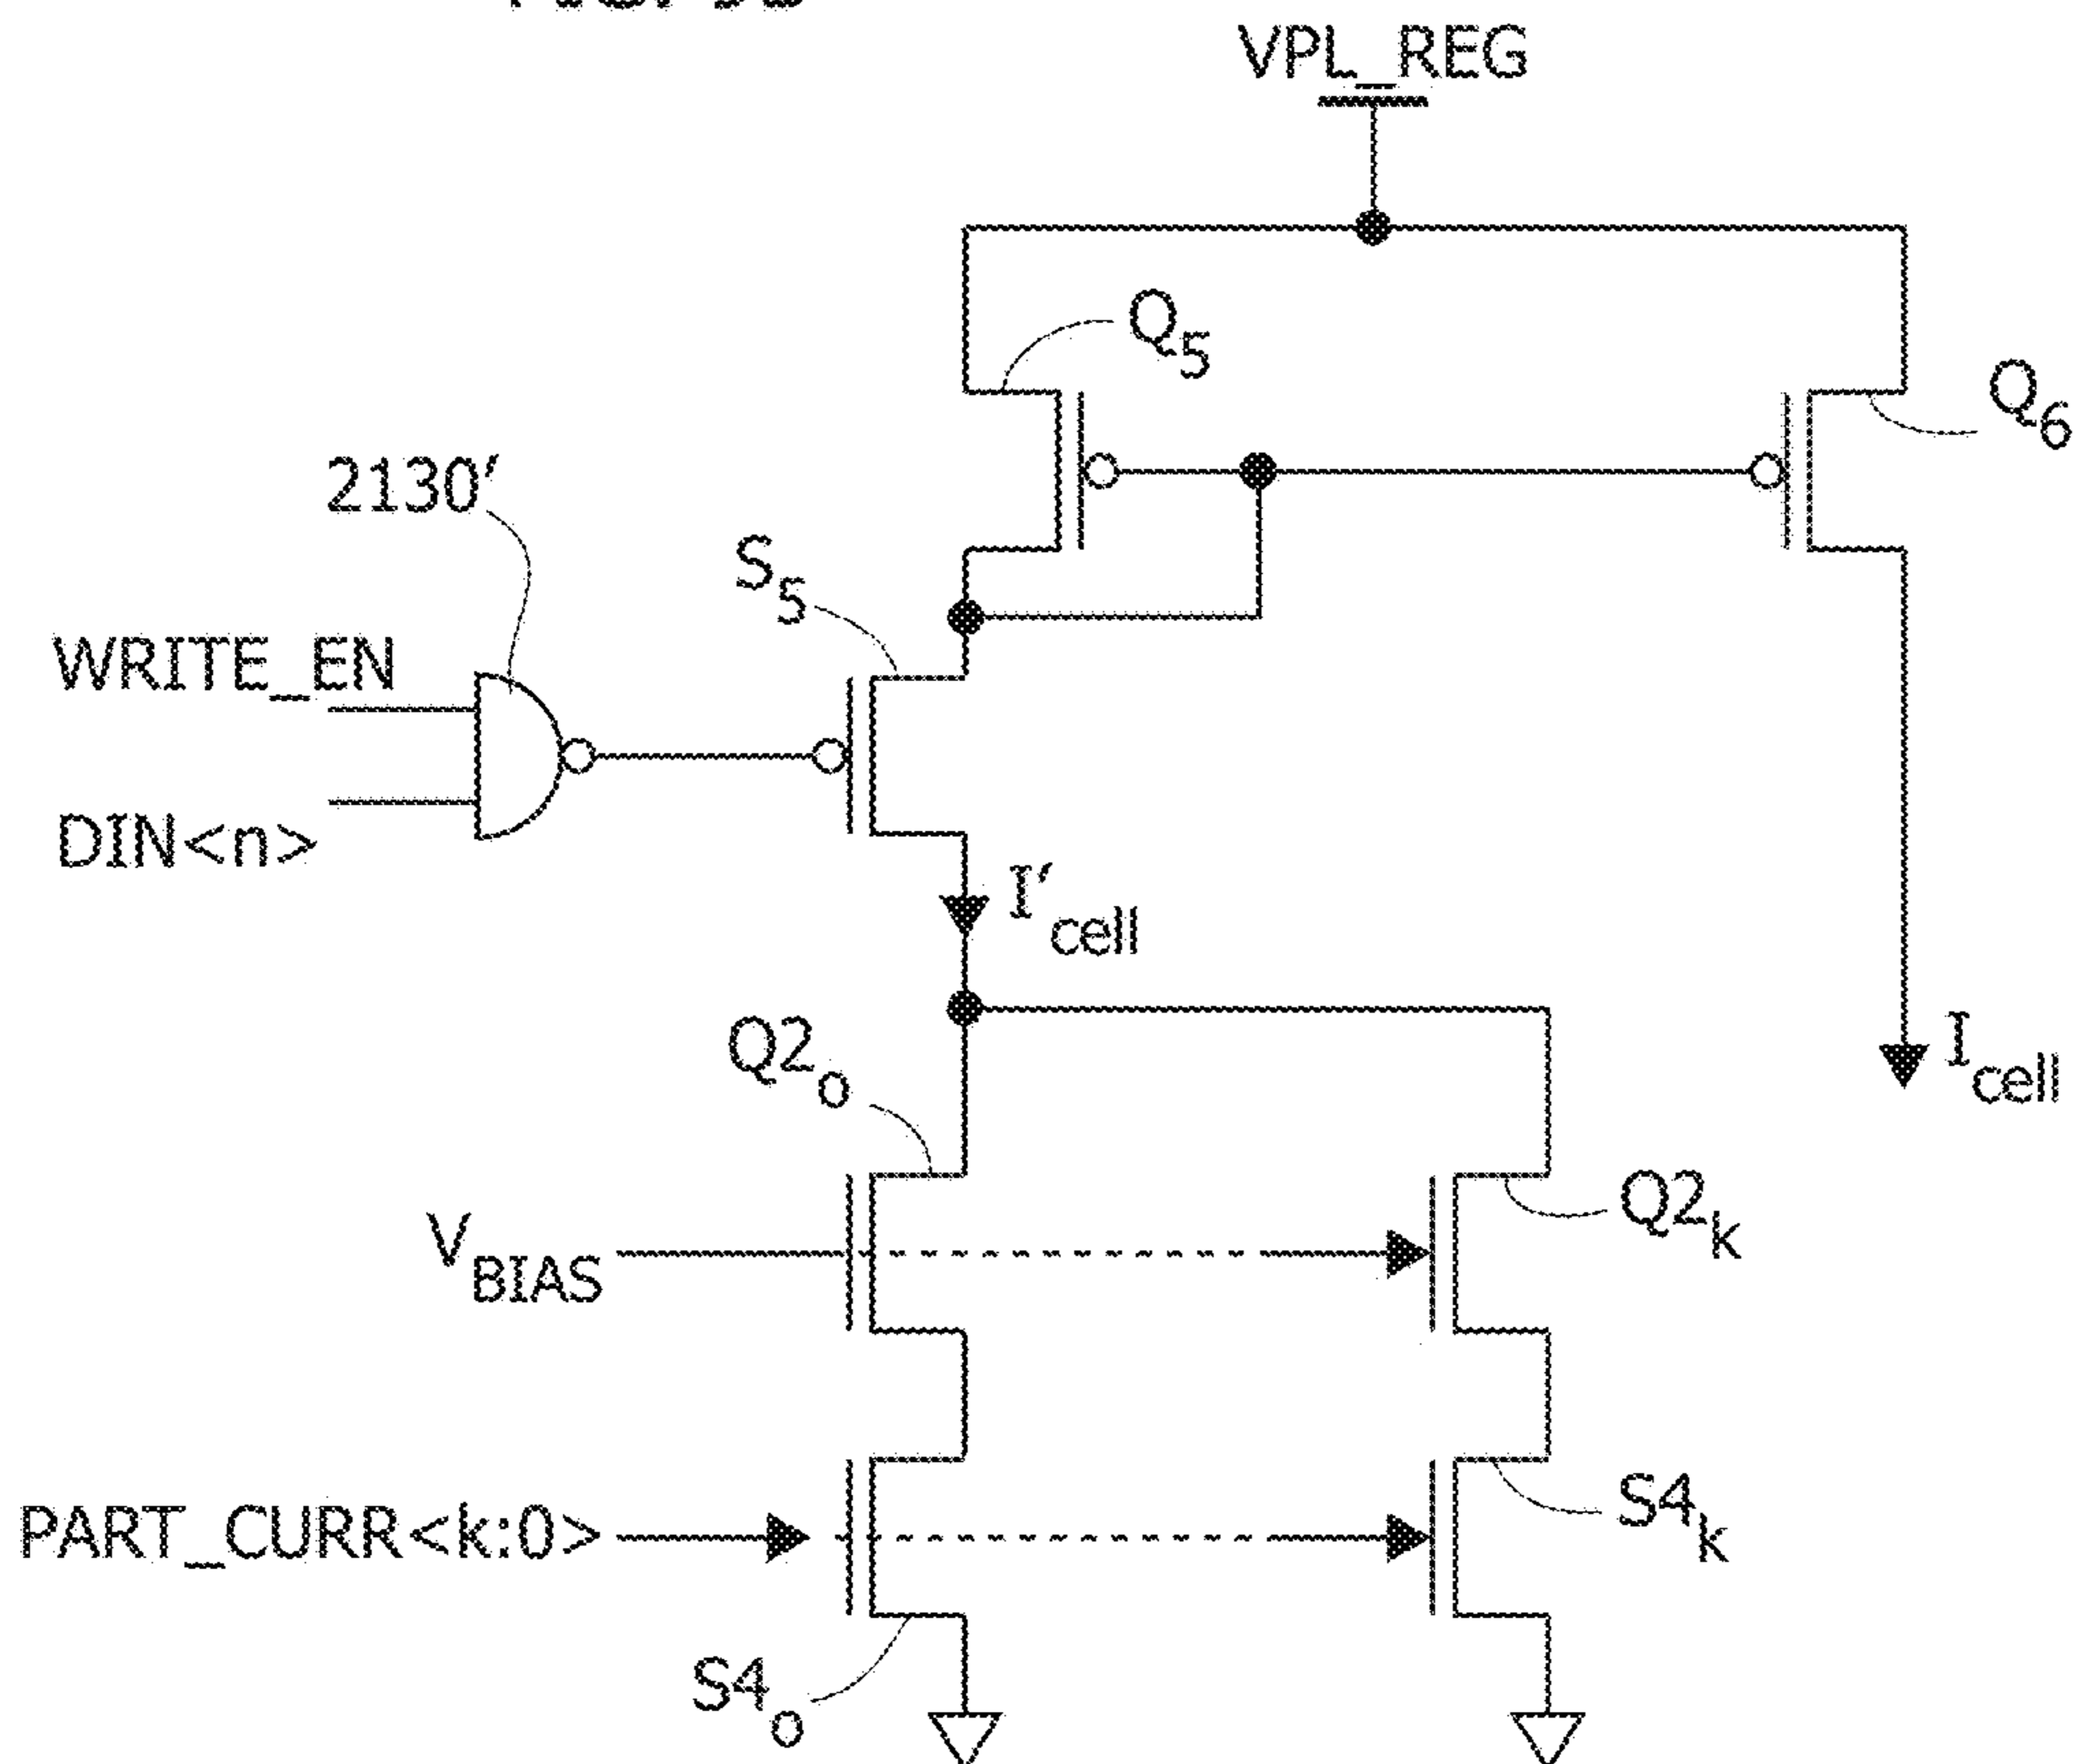 VPL_REG
Q5
Q6
2130′
S5
WRITE_EN
DIN<n>
I′cell
Q2o
Icell
Q2k
VBIAS
S4k
PART_CURR<k:0>
S4o